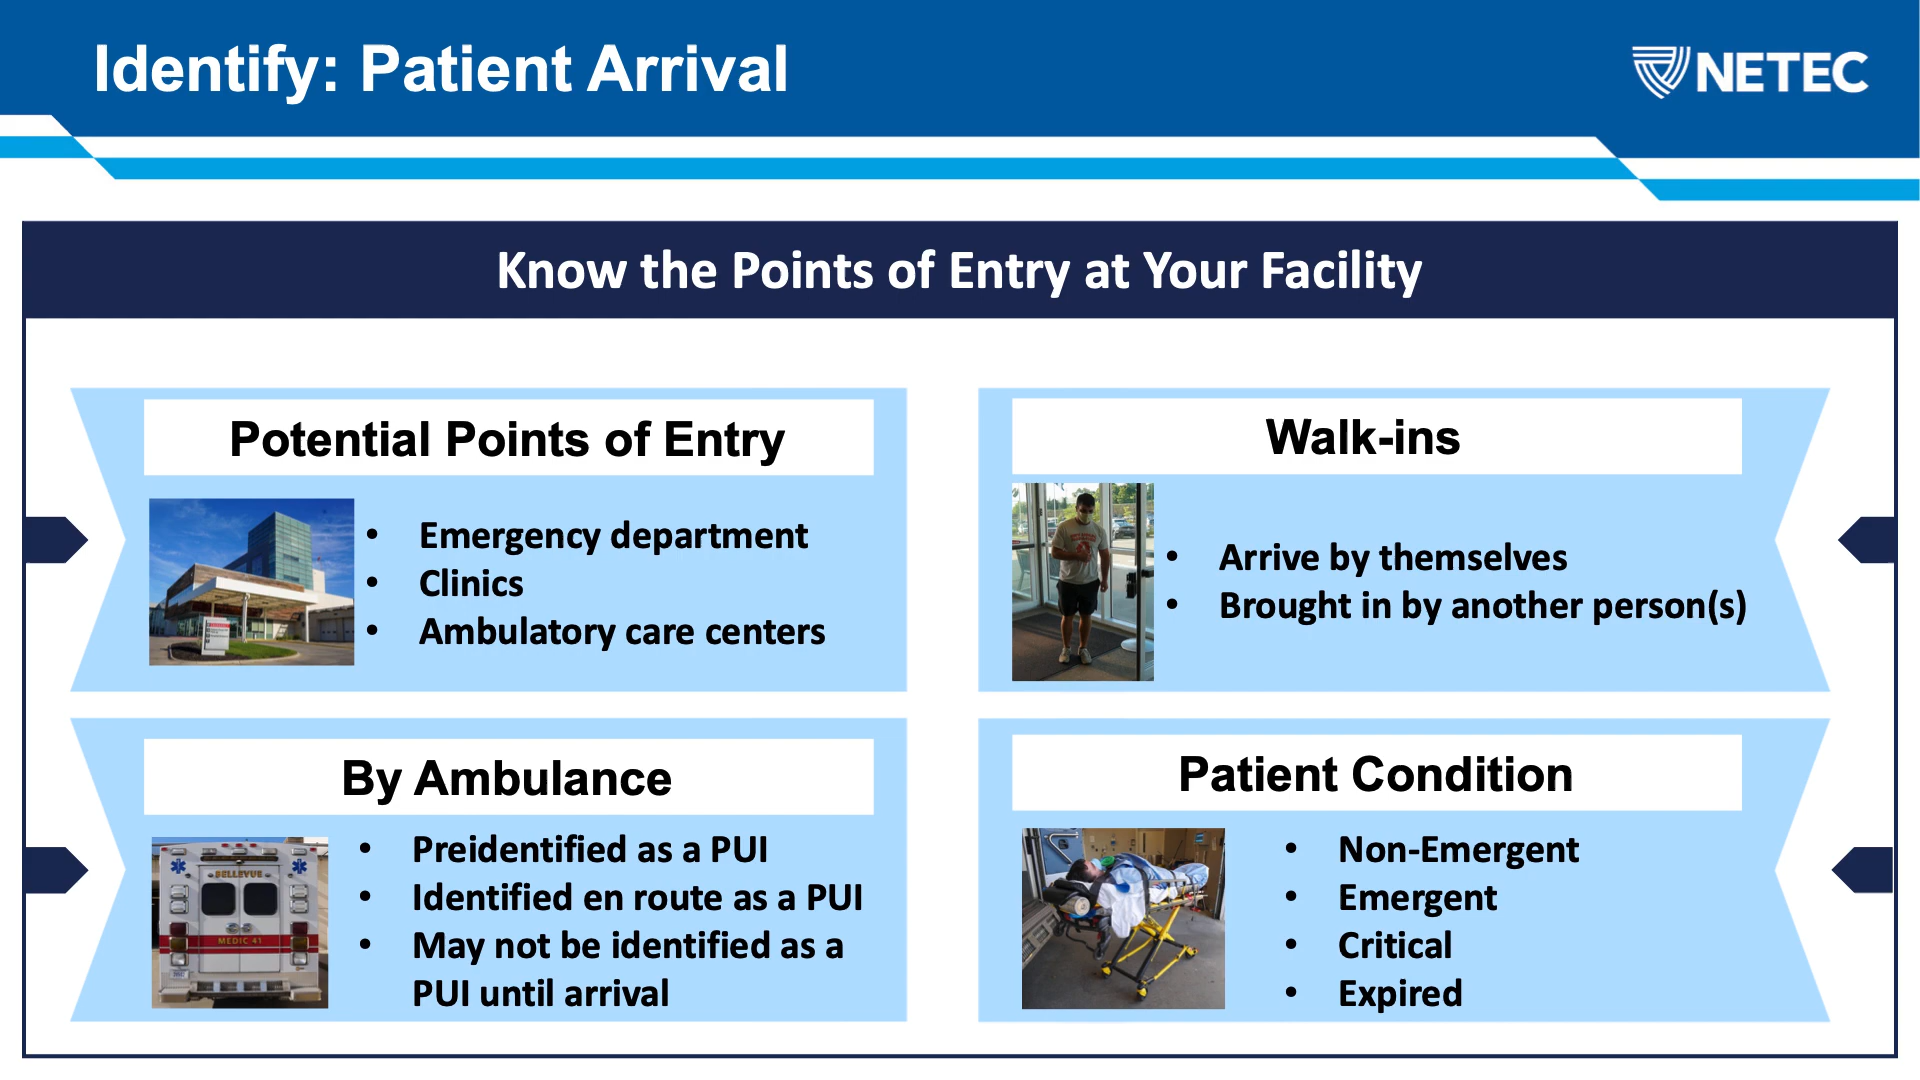 Identify: Patient Arrival
NETEC
Know the Points of Entry at Your Facility
Potential Points of Entry
• Emergency department
• Clinics
• Ambulatory care centers
Walk-ins
• Arrive by themselves
• Brought in by another person(s)
By Ambulance
BELLEVUE
MEDIC 41
• Preidentified as a PUI
• Identified en route as a PUI
• May not be identified as a
PUI until arrival
Patient Condition
• Non-Emergent
• Emergent
• Critical
• Expired